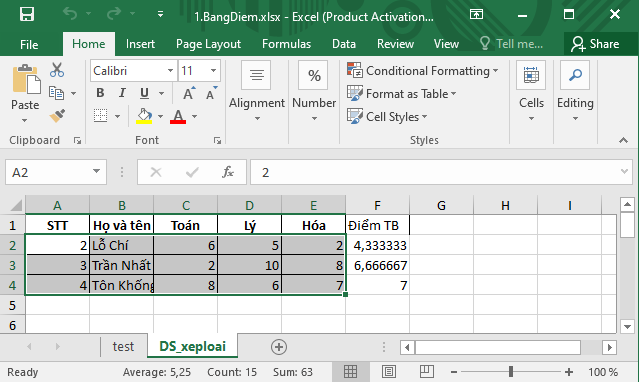 1.BangDiem.xlsx - Excel (Product Activation...
File Home Insert Page Layout Formulas Data View Tell me... Share
Calibri 11
Paste
B I U
A A
Alignment
%
Number
Conditional Formatting
Format as Table
Cell Styles
Cells
Editing
Clipboard Font Styles
A2 fx 2
A B C D E F G H I
1 STT Họ và tên Toán Lý Hóa Điểm TB
2 2 Lỗ Chí 6 5 2 4,333333
3 3 Trần Nhất 2 10 8 6,666667
4 4 Tôn Khống 8 6 7 7
5
6
test DS_xeploai
Ready Average: 5,25 Count: 15 Sum: 63 100 %